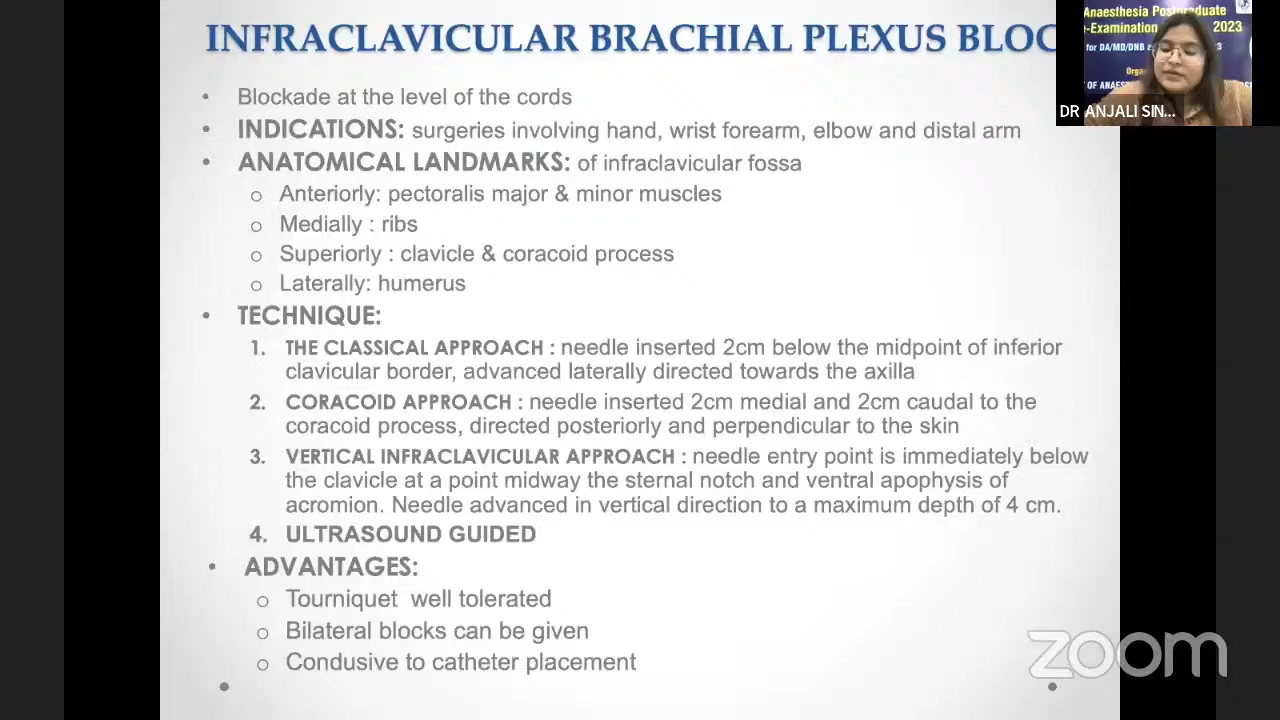 INFRACLAVICULAR BRACHIAL PLEXUS BLOC
Anaesthesia Postgraduate
e-Examination
2023
for DA/MD/DNB
DR ANJALI SIN...
• Blockade at the level of the cords
• INDICATIONS: surgeries involving hand, wrist forearm, elbow and distal arm
• ANATOMICAL LANDMARKS: of infraclavicular fossa
o Anteriorly: pectoralis major & minor muscles
o Medially : ribs
o Superiorly : clavicle & coracoid process
o Laterally: humerus
• TECHNIQUE:
1. THE CLASSICAL APPROACH : needle inserted 2cm below the midpoint of inferior
clavicular border, advanced laterally directed towards the axilla
2. CORACOID APPROACH : needle inserted 2cm medial and 2cm caudal to the
coracoid process, directed posteriorly and perpendicular to the skin
3. VERTICAL INFRACLAVICULAR APPROACH : needle entry point is immediately below
the clavicle at a point midway the sternal notch and ventral apophysis of
acromion. Needle advanced in vertical direction to a maximum depth of 4 cm.
4. ULTRASOUND GUIDED
• ADVANTAGES:
o Tourniquet well tolerated
o Bilateral blocks can be given
o Condusive to catheter placement
zoom